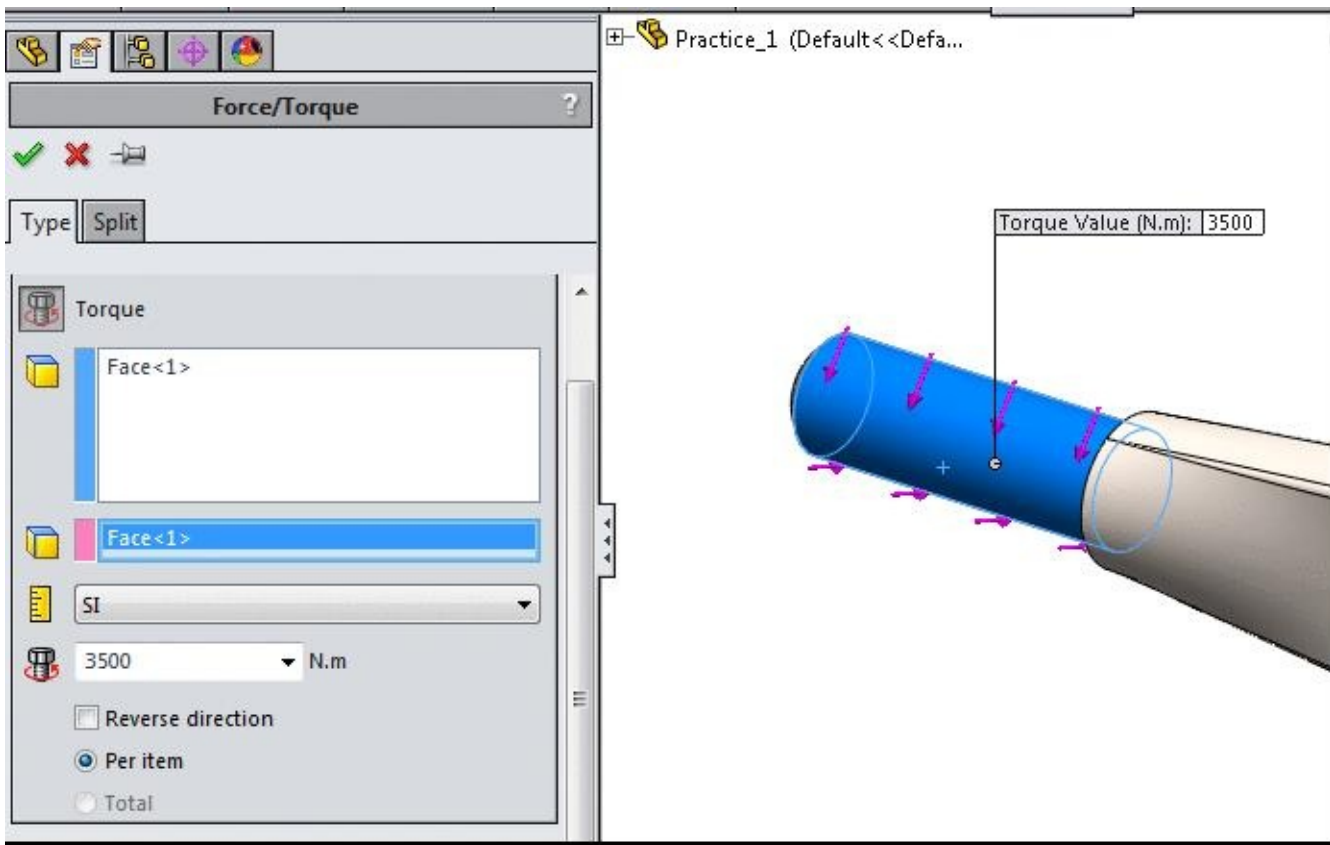 Practice_1 (Default<<Defa...
Force/Torque
?
Type Split
Torque Value (N.m): 3500
Torque
Face<1>
Face<1>
SI
3500 N.m
Reverse direction
Per item
Total